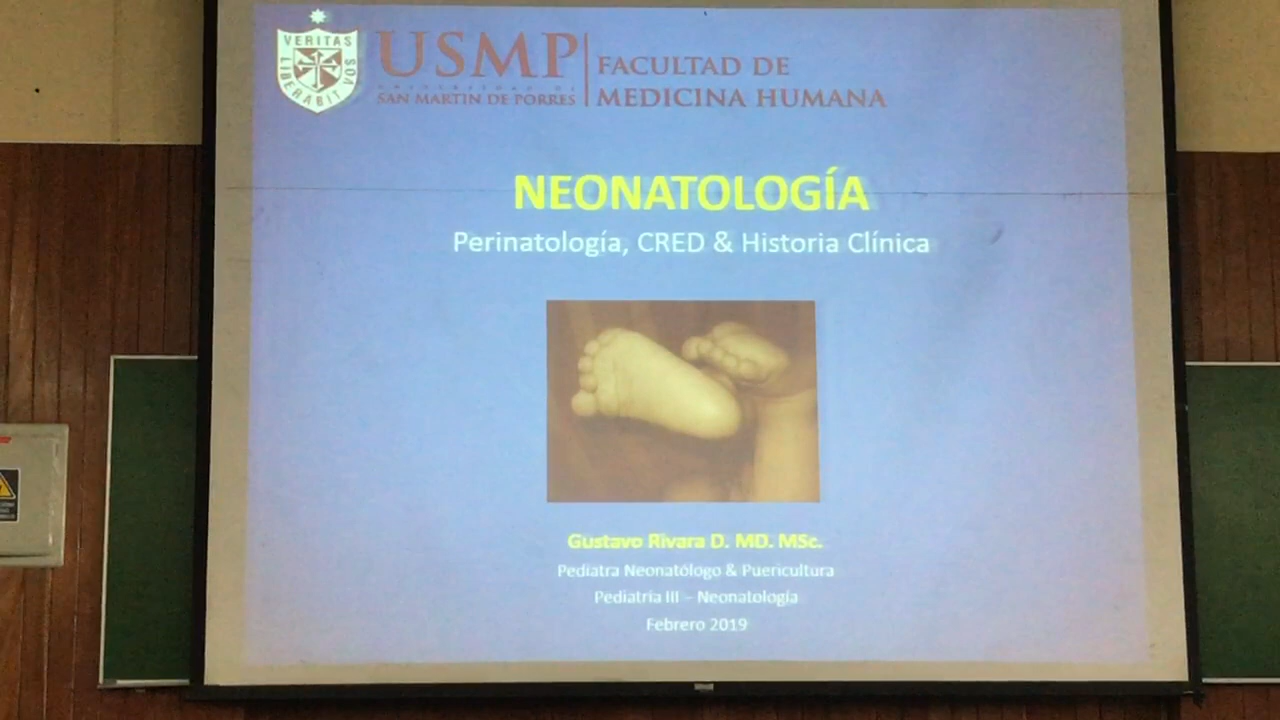 VERITAS
LIBERABIT VOS
USMP
UNIVERSIDAD DE
SAN MARTIN DE PORRES
FACULTAD DE
MEDICINA HUMANA
NEONATOLOGÍA
Perinatología, CRED & Historia Clínica
Gustavo Rivara D. MD. MSc.
Pediatra Neonatólogo & Puericultura
Pediatría III – Neonatología
Febrero 2019